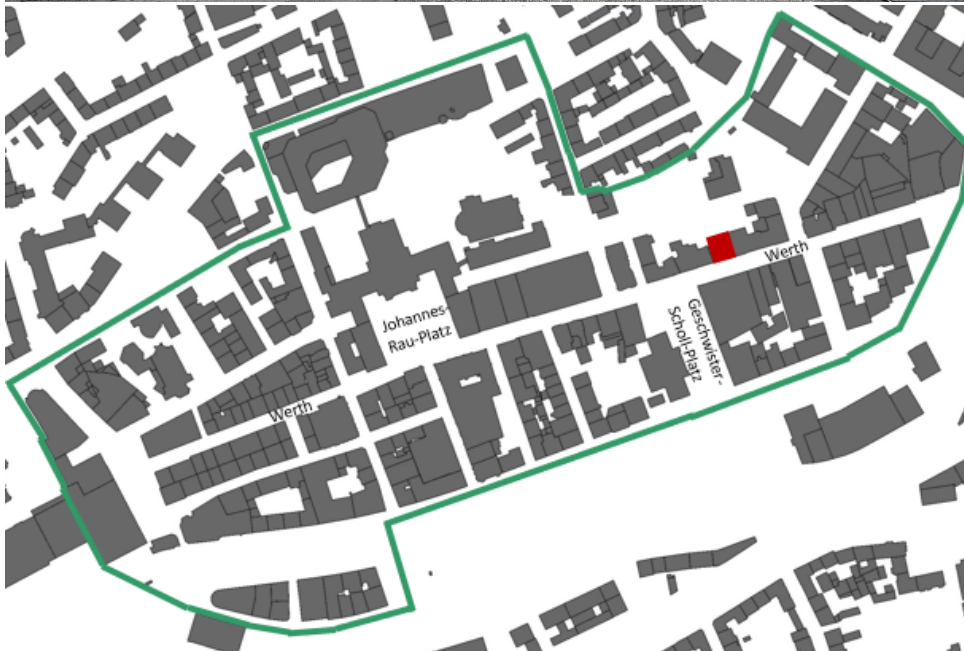 Werth
Johannes-
Rau-Platz
Geschwister-
Scholl-Platz
Werth